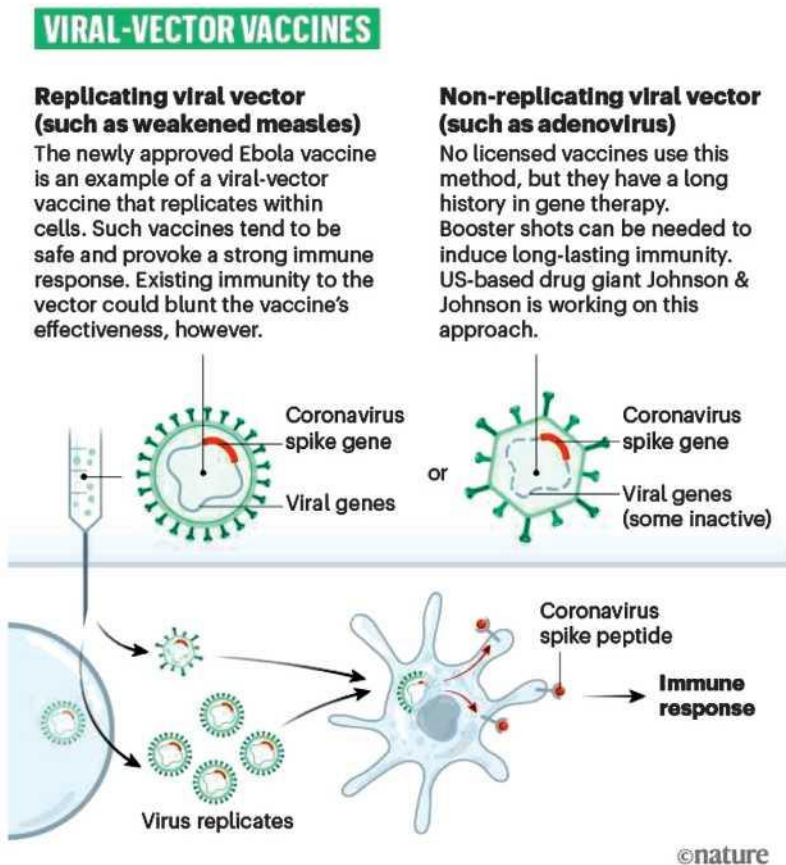 VIRAL-VECTOR VACCINES
Replicating viral vector
(such as weakened measles)
The newly approved Ebola vaccine
is an example of a viral-vector
vaccine that replicates within
cells. Such vaccines tend to be
safe and provoke a strong immune
response. Existing immunity to the
vector could blunt the vaccine’s
effectiveness, however.
Non-replicating viral vector
(such as adenovirus)
No licensed vaccines use this
method, but they have a long
history in gene therapy.
Booster shots can be needed to
induce long-lasting immunity.
US-based drug giant Johnson &
Johnson is working on this
approach.
Coronavirus
spike gene
Viral genes
or
Coronavirus
spike gene
Viral genes
(some inactive)
Coronavirus
spike peptide
Immune
response
Virus replicates
©nature